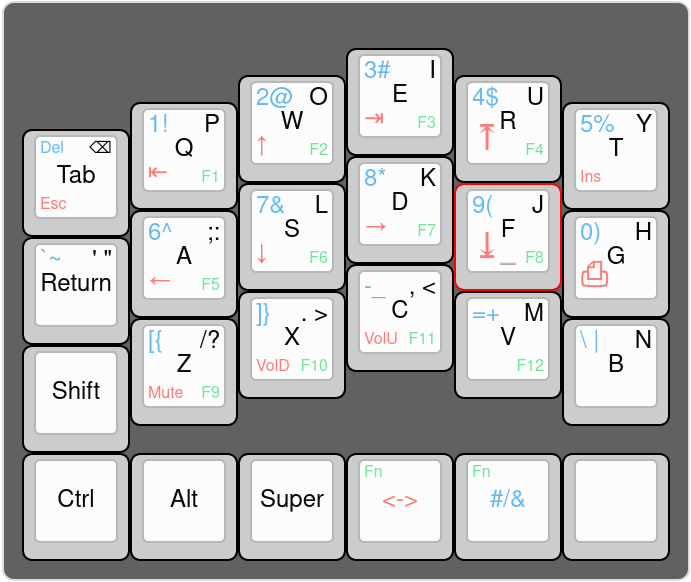 3# I
E
⇥ F3
2@ O
W
↑ F2
4$ U
R
⤒ F4
1! P
Q
⇤ F1
5% Y
T
Ins
Del ⌫
Tab
Esc
8* K
D
→ F7
7& L
S
↓ F6
9( J
F
⤓ _ F8
6^ ;:
A
← F5
0) H
G
`~ ' "
Return
-_ , <
C
VolU F11
]} . >
X
VolD F10
=+ M
V
F12
[{ /?
Z
Mute F9
\ | N
B
Shift
Ctrl
Alt
Super
Fn
<->
Fn
#/&